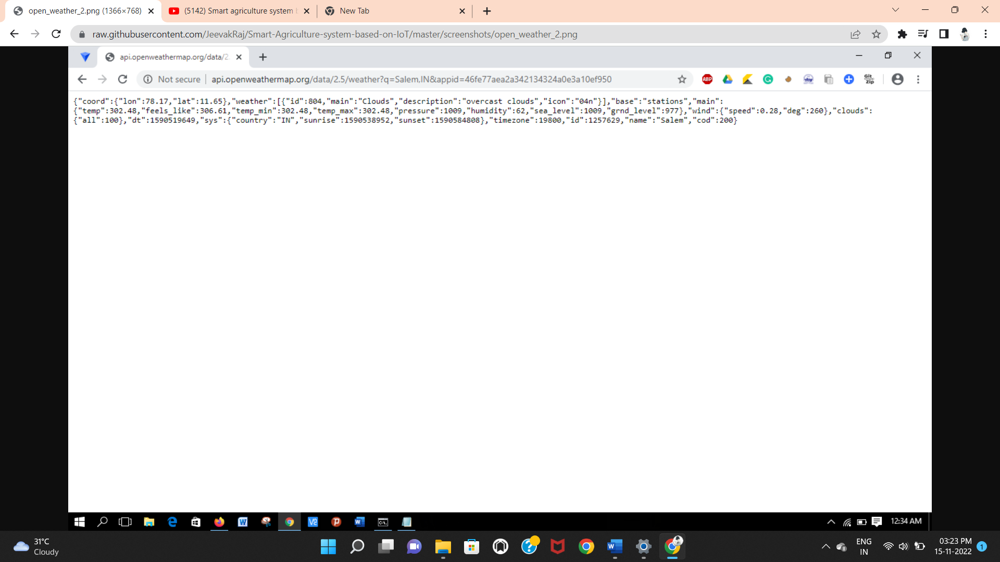 open_weather_2.png (1366×768)
(5142) Smart agriculture system
New Tab
raw.githubusercontent.com/JeevakRaj/Smart-Agriculture-system-based-on-IoT/master/screenshots/open_weather_2.png
api.openweathermap.org/data/2.
Not secure
api.openweathermap.org/data/2.5/weather?q=Salem,IN&appid=46fe77aea2a342134324a0e3a10ef950
ABP
Git Zip
{"coord":{"lon":78.17,"lat":11.65},"weather":[{"id":804,"main":"Clouds","description":"overcast clouds","icon":"04n"}],"base":"stations","main":
{"temp":302.48,"feels_like":306.61,"temp_min":302.48,"temp_max":302.48,"pressure":1009,"humidity":62,"sea_level":1009,"grnd_level":977},"wind":{"speed":0.28,"deg":260},"clouds":
{"all":100},"dt":1590519649,"sys":{"country":"IN","sunrise":1590538952,"sunset":1590584808},"timezone":19800,"id":1257629,"name":"Salem","cod":200}
12:34 AM
31°C
Cloudy
ENG
IN
03:23 PM
15-11-2022
1